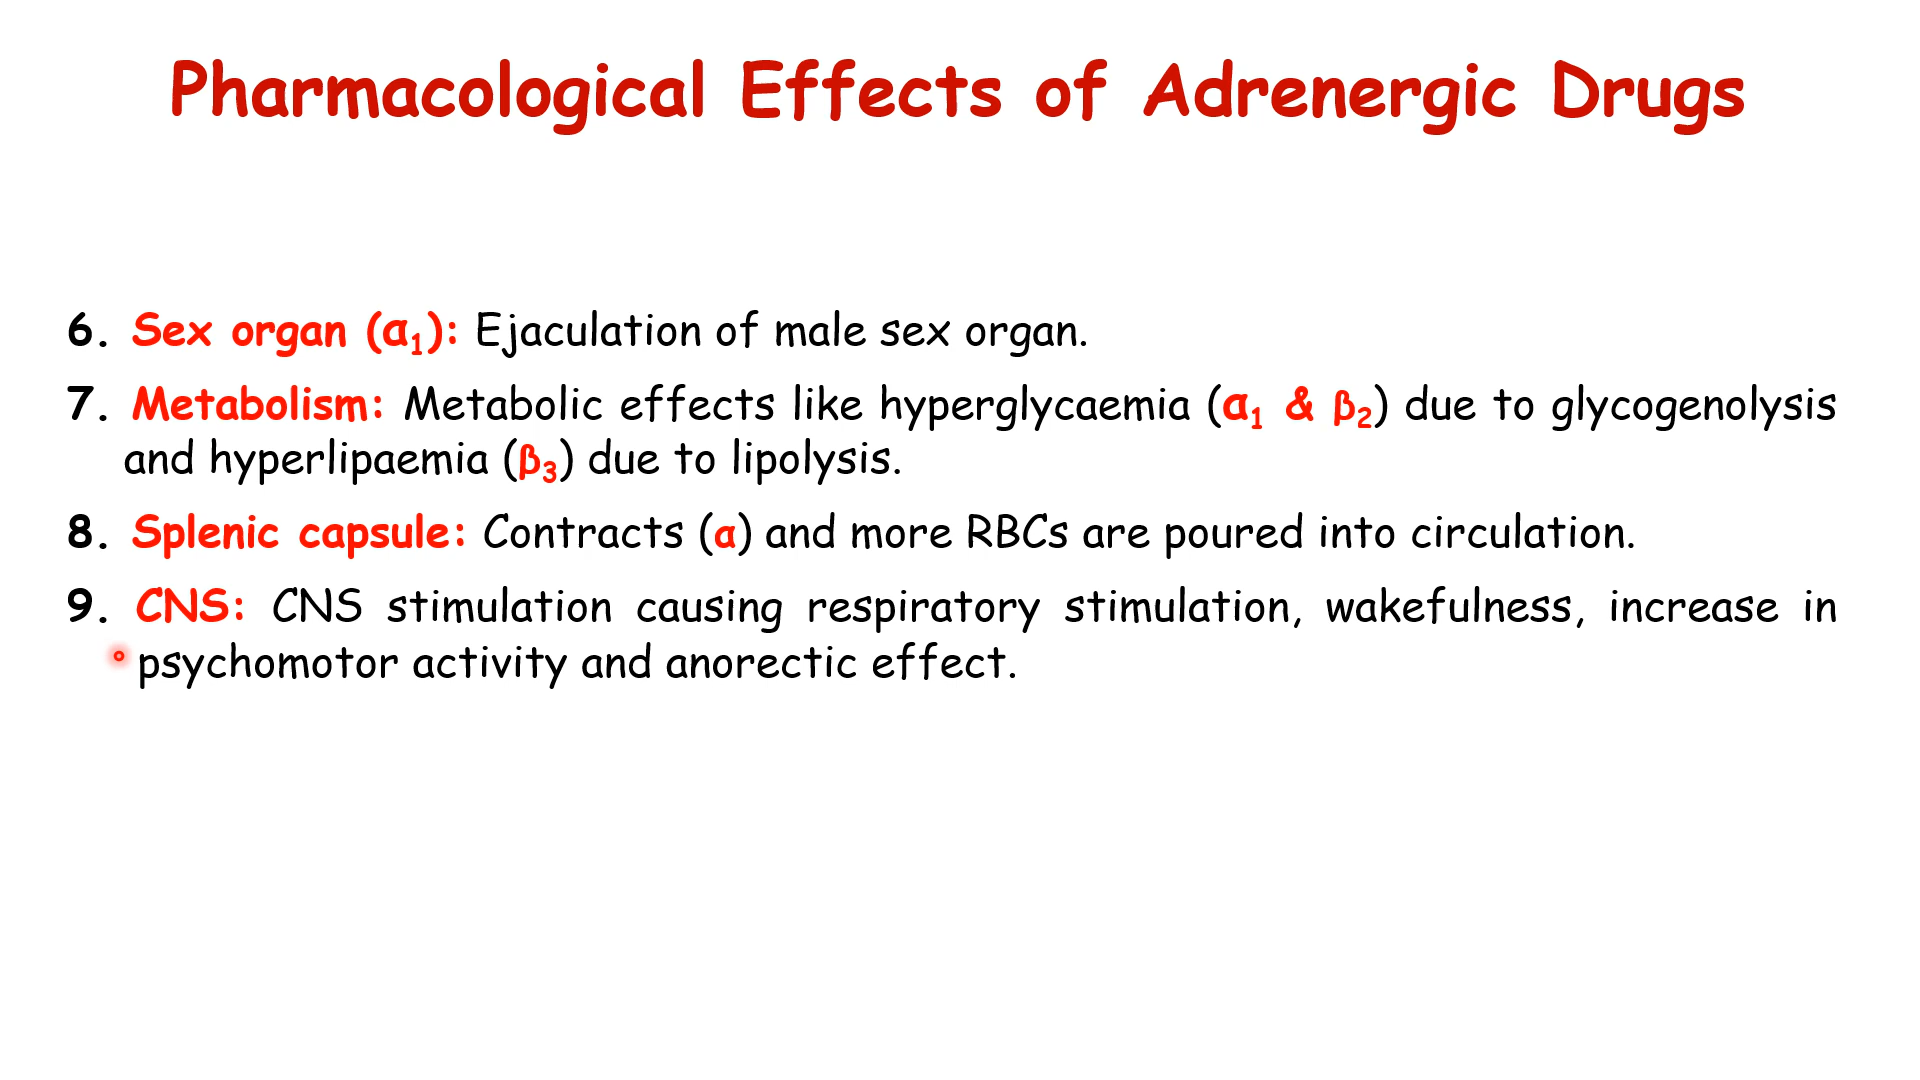 Pharmacological Effects of Adrenergic Drugs
6. Sex organ (α₁): Ejaculation of male sex organ.
7. Metabolism: Metabolic effects like hyperglycaemia (α₁ & β₂) due to glycogenolysis
and hyperlipaemia (β₃) due to lipolysis.
8. Splenic capsule: Contracts (α) and more RBCs are poured into circulation.
9. CNS: CNS stimulation causing respiratory stimulation, wakefulness, increase in
psychomotor activity and anorectic effect.